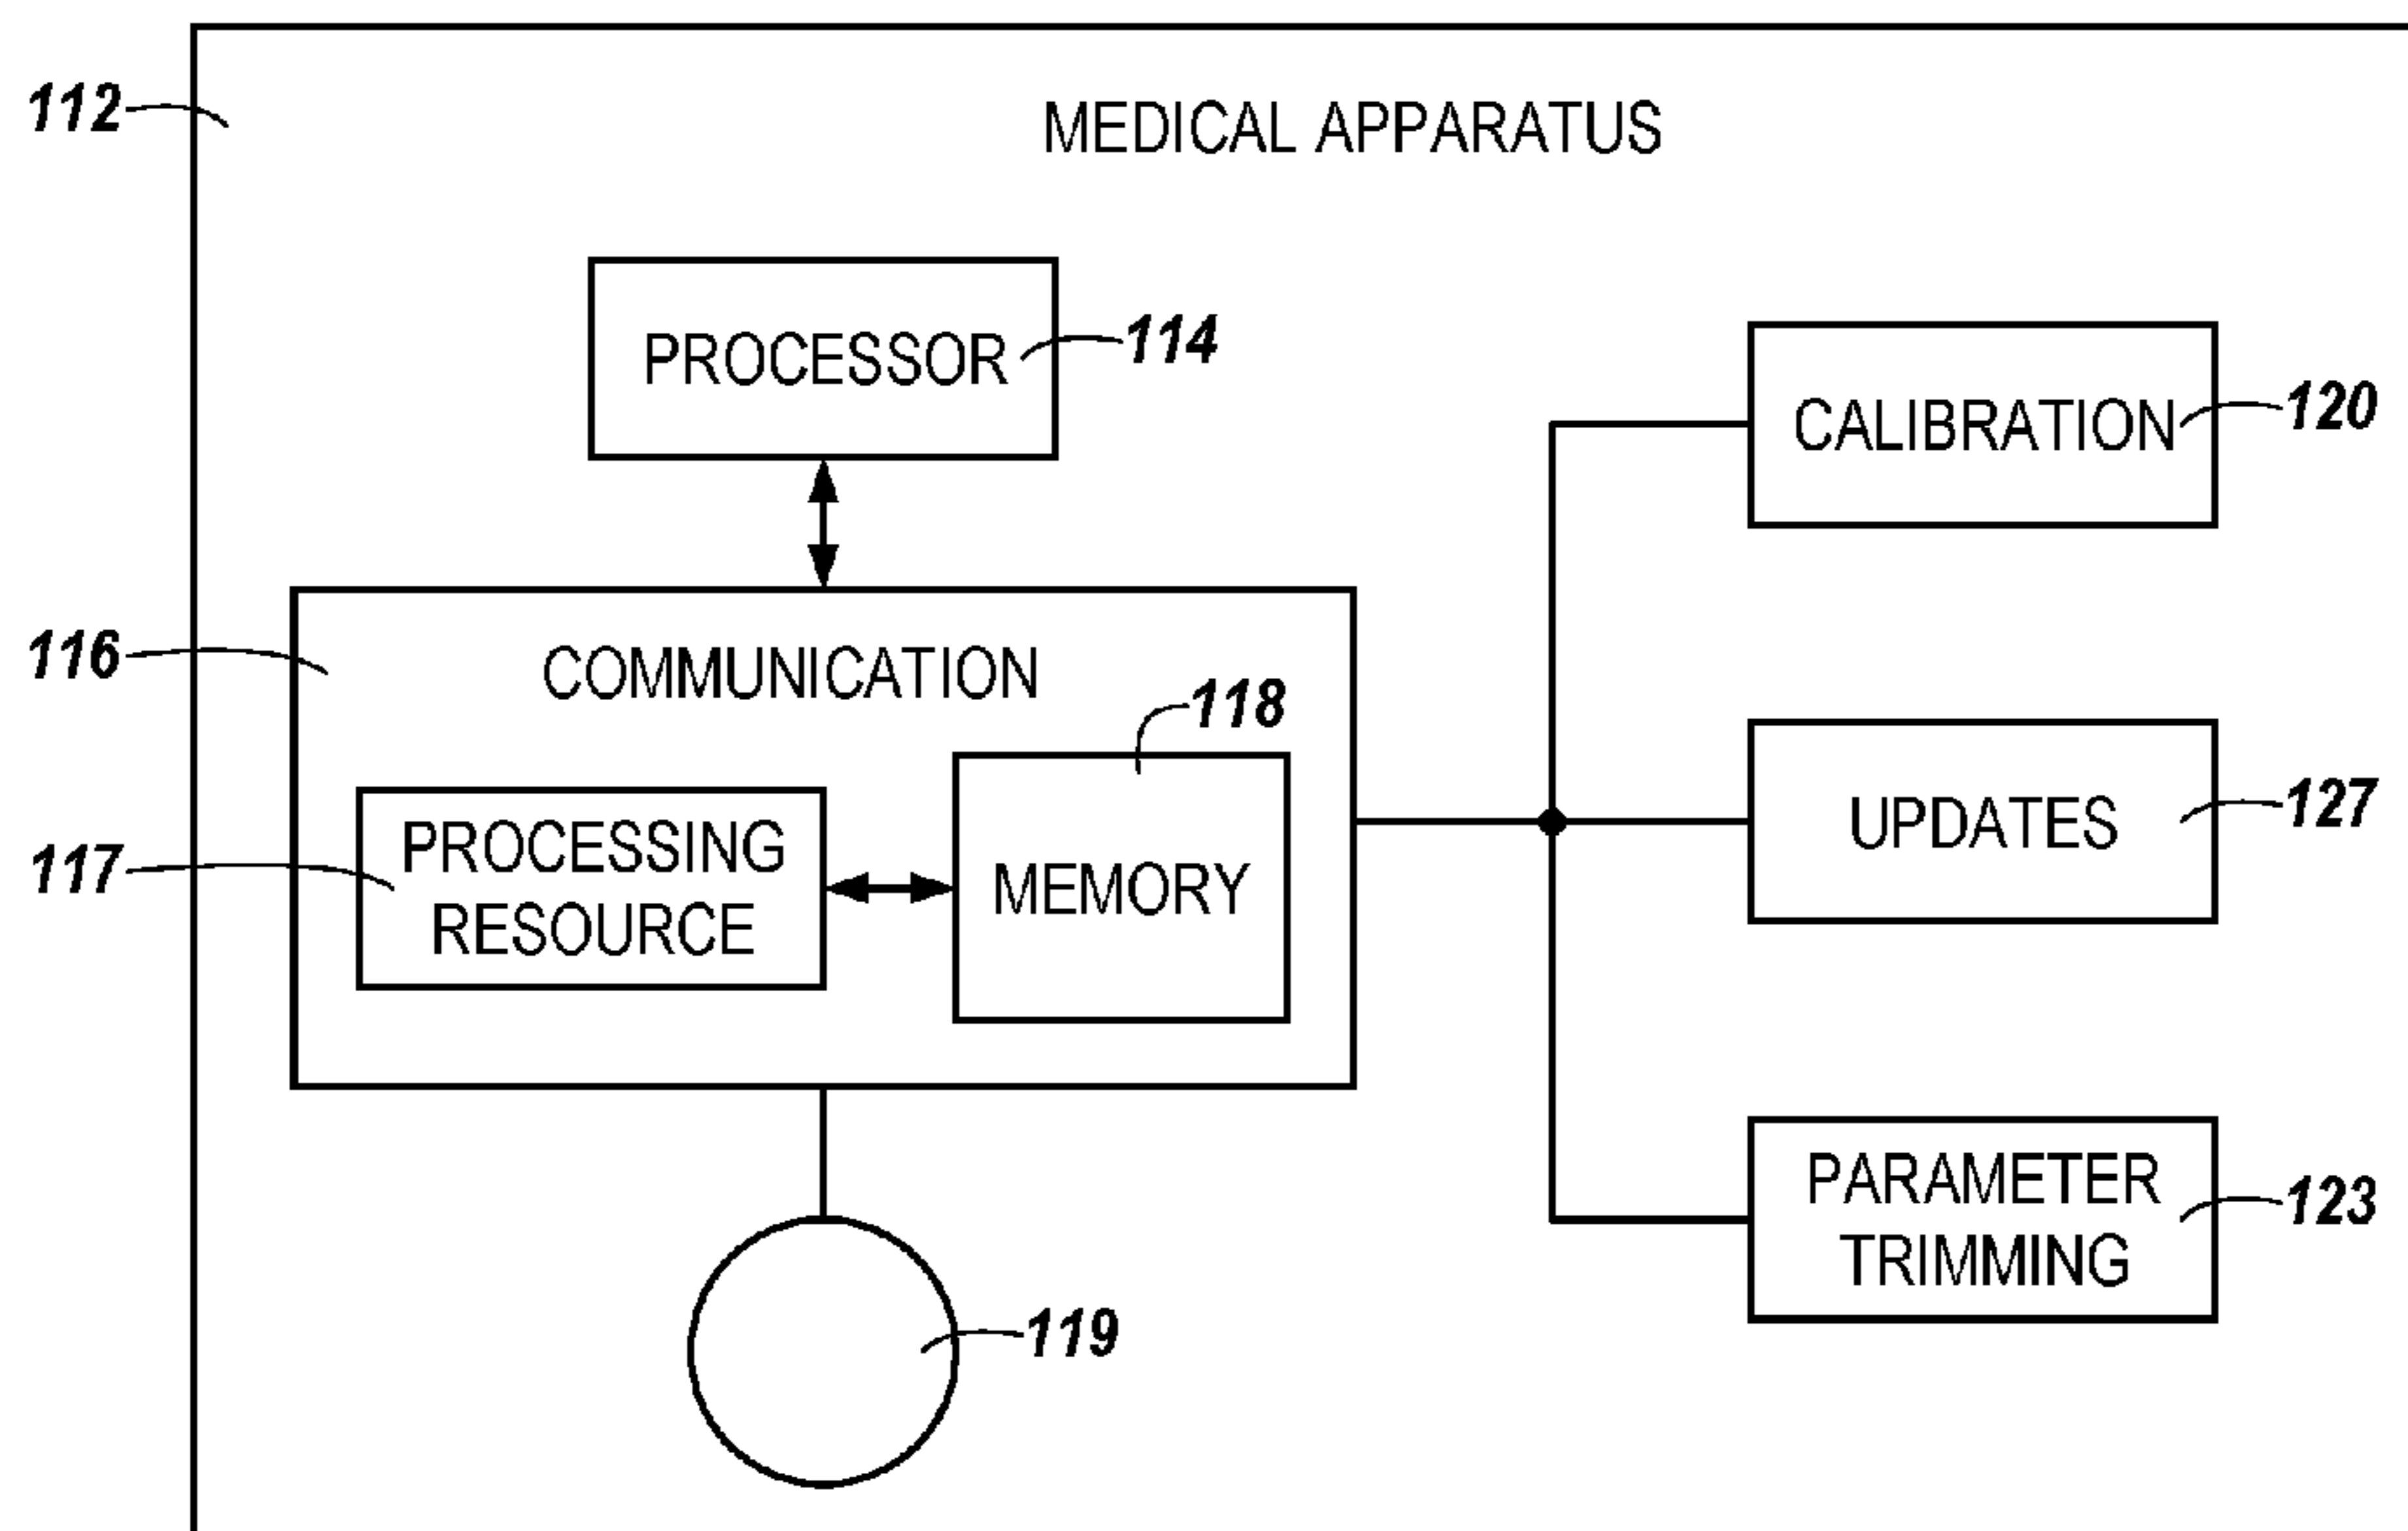 112
MEDICAL APPARATUS
PROCESSOR
114
CALIBRATION
120
116
COMMUNICATION
118
117
PROCESSING
RESOURCE
MEMORY
UPDATES
127
PARAMETER
TRIMMING
123
119